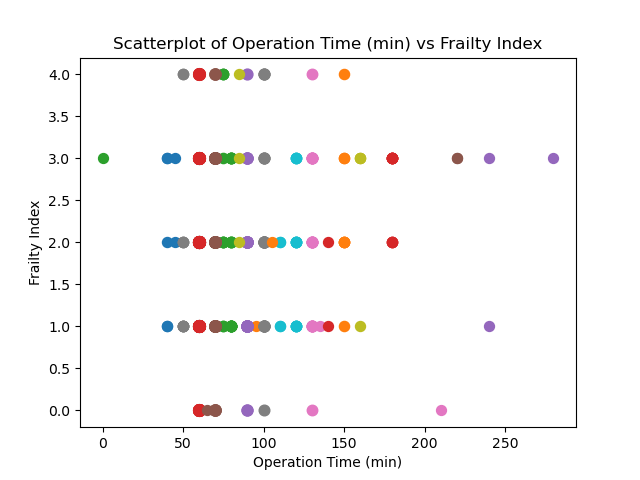 Scatterplot of Operation Time (min) vs Frailty Index
4.0
3.5
3.0
2.5
2.0
1.5
1.0
0.5
0.0
Frailty Index
0 50 100 150 200 250
Operation Time (min)